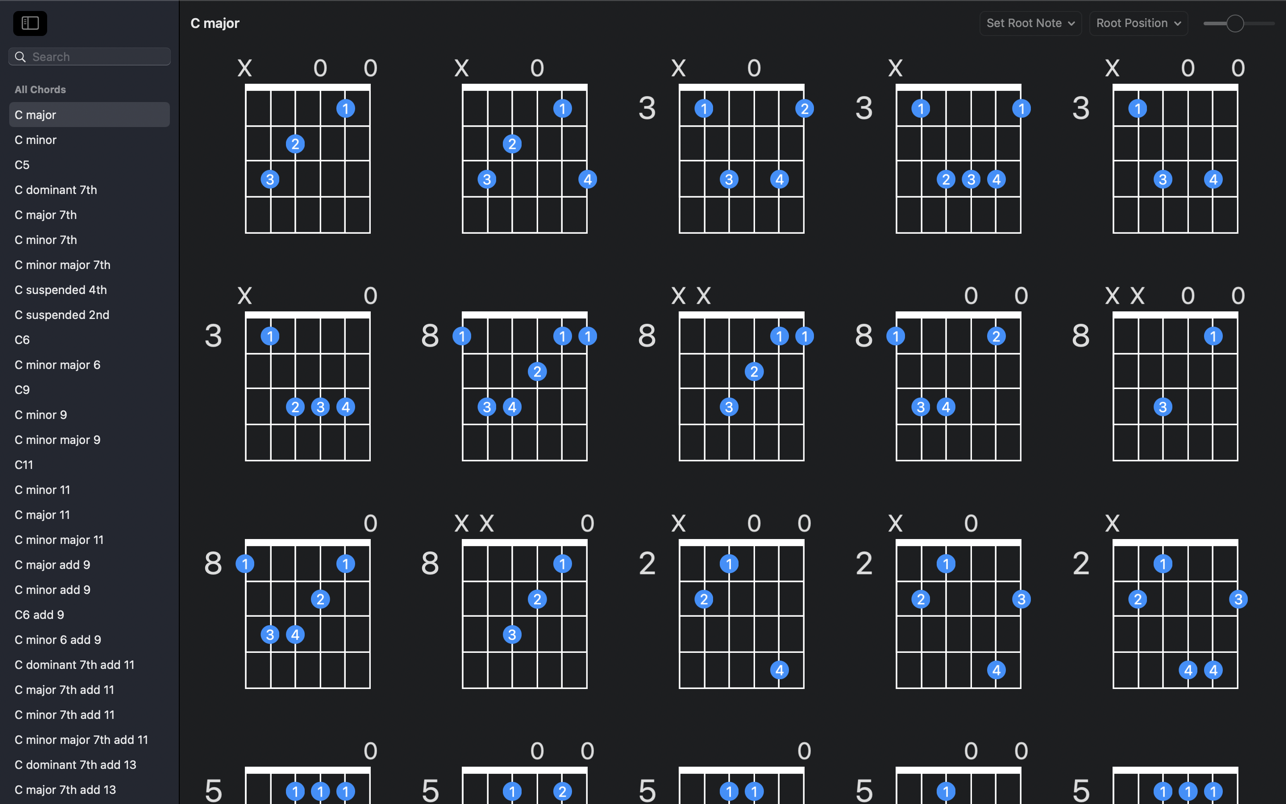 C major
Set Root Note
Root Position
Search
All Chords
C major
C minor
C5
C dominant 7th
C major 7th
C minor 7th
C minor major 7th
C suspended 4th
C suspended 2nd
C6
C minor major 6
C9
C minor 9
C minor major 9
C11
C minor 11
C major 11
C minor major 11
C major add 9
C minor add 9
C6 add 9
C minor 6 add 9
C dominant 7th add 11
C major 7th add 11
C minor 7th add 11
C minor major 7th add 11
C dominant 7th add 13
C major 7th add 13
X 0 0
1
2
3
X 0
1
2
3 4
X 0
3 1 2
3 4
X
3 1 1
2 3 4
X 0 0
3 1
3 4
X 0
3 1
2 3 4
8 1 1 1
2
3 4
X X
8 1 1
2
3
0 0
8 1 2
3 4
X X 0 0
8 1
3
0
8 1 1
2
3 4
X X 0
8 1
2
3
X 0 0
2 1
2
4
X 0
2 1
2 3
4
X
2 1
2 3
4 4
0
5 1 1 1
0 0
5 1 2
0
5 1 1
0 0
5 1
5 1 1 1